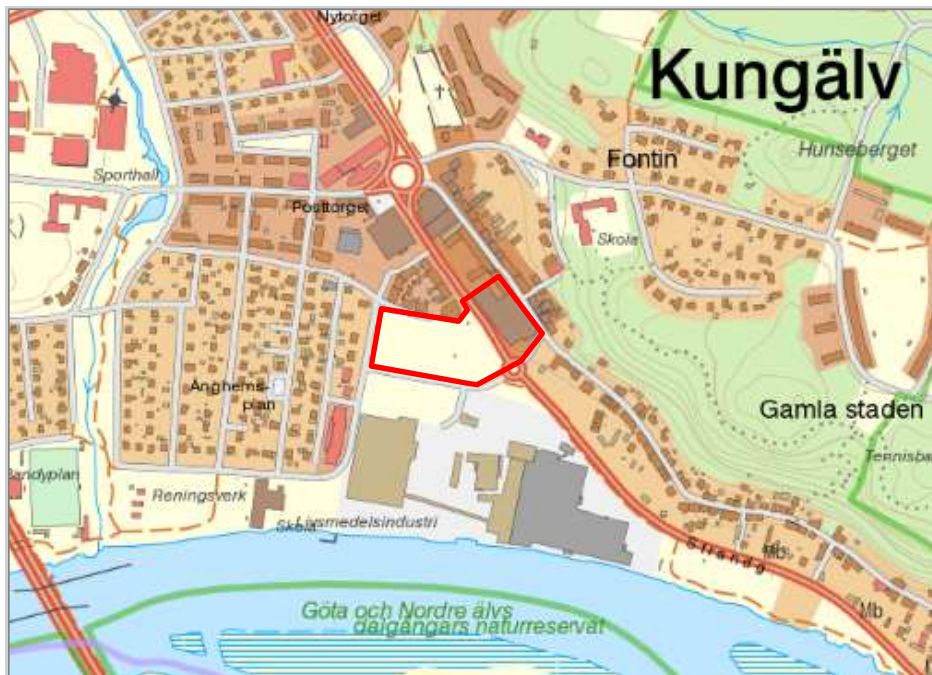 Nytorget
Kungälv
Hunseberget
Fontin
Sporthall
Posttorget
Skola
Änghems-
plan
Gamla staden
Tennisba
Bandyplan
Reningsverk
Skola
Livsmedelsindustri
Strandg
Mb.
Mb
Göta och Nordre älvs
dalgångars naturreservat